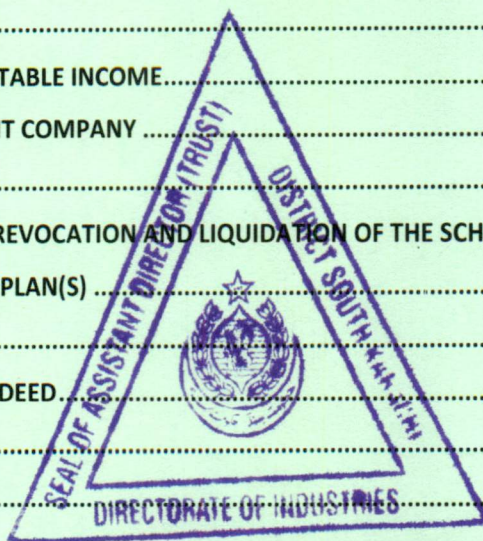 TABLE INCOME
T COMPANY
REVOCATION AND LIQUIDATION OF THE SCH
PLAN(S)
DEED
SEAL OF ASSISTANT DIRECTOR (TRUST)
DISTRICT SOUTH
DIRECTORATE OF INDUSTRIES